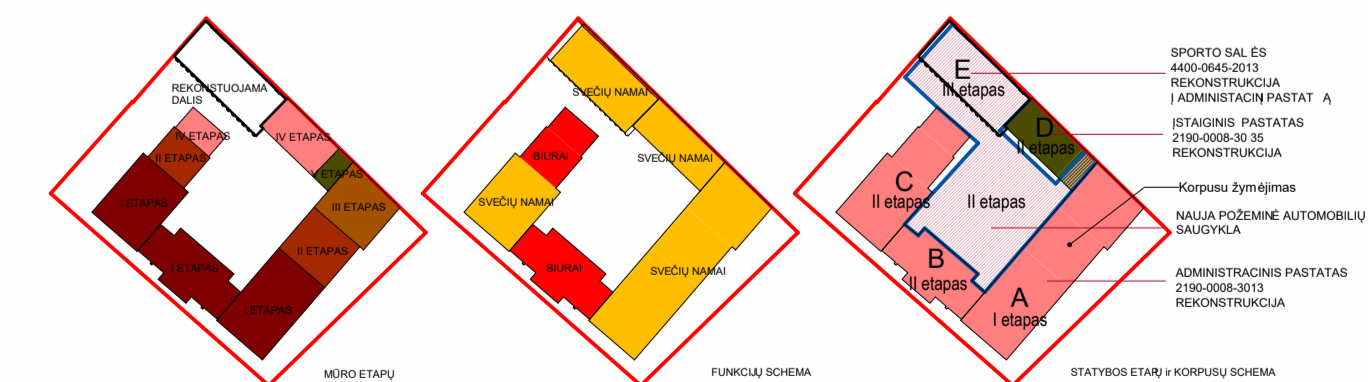 REKONSTUOJAMA
DALIS
IV ETAPAS
IV ETAPAS
II ETAPAS
V ETAPAS
I ETAPAS
III ETAPAS
II ETAPAS
I ETAPAS
I ETAPAS
MŪRO ETAPŲ
SVEČIŲ NAMAI
BIURAI
SVEČIŲ NAMAI
SVEČIŲ NAMAI
BIURAI
SVEČIŲ NAMAI
FUNKCIJŲ SCHEMA
E
III etapas
D
II etapas
C
II etapas
II etapas
B
II etapas
A
I etapas
SPORTO SAL ĖS
4400-0645-2013
REKONSTRUKCIJA
Į ADMINISTACINĮ PASTAT Ą
ĮSTAIGINIS PASTATAS
2190-0008-30 35
REKONSTRUKCIJA
Korpusu žymėjimas
NAUJA POŽEMINĖ AUTOMOBILIŲ
SAUGYKLA
ADMINISTRACINIS PASTATAS
2190-0008-3013
REKONSTRUKCIJA
STATYBOS ETAPŲ ir KORPUSŲ SCHEMA